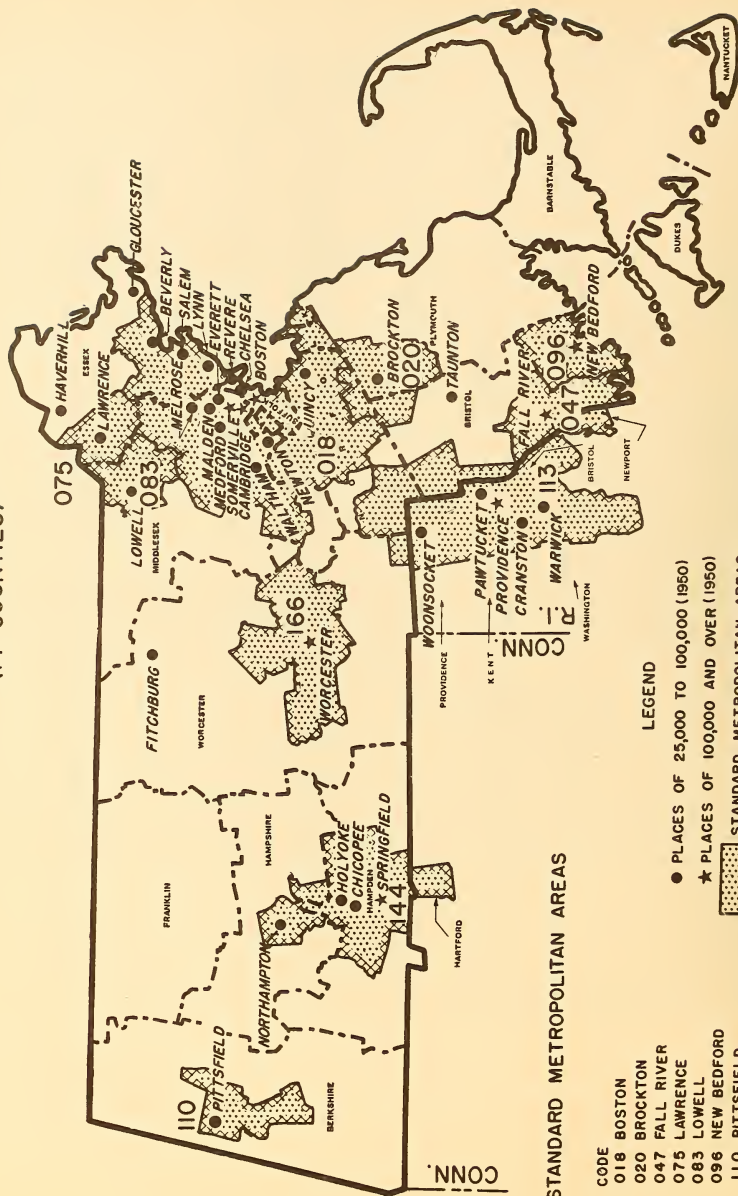 075
HAVERHILL
ESSEX
GLOUCESTER
LAWRENCE
LOWELL
083
MIDDLESEX
BEVERLY
SALEM
LYNN
EVERETT
REVERE
CHELSEA
BOSTON
MELROSE
MALDEN
MEDFORD
SOMERVILLE
CAMBRIDGE
WALTHAM
NEWTON
QUINCY
018
BROCKTON
020
PLYMOUTH
TAUNTON
BRISTOL
FALL RIVER
047
096
NEW BEDFORD
BARNSTABLE
DUKES
NANTUCKET
FITCHBURG
WORCESTER
166
WORCESTER
FRANKLIN
HAMPSHIRE
NORTHAMPTON
HOLYOKE
CHICOPEE
HAMPDEN
SPRINGFIELD
144
HARTFORD
110
PITTSFIELD
BERKSHIRE
CONN.
CONN.
R.I.
WOONSOCKET
PAWTUCKET
PROVIDENCE
CRANSTON
WARWICK
113
BRISTOL
NEWPORT
PROVIDENCE
KENT
WASHINGTON
STANDARD METROPOLITAN AREAS
CODE
018 BOSTON
020 BROCKTON
047 FALL RIVER
075 LAWRENCE
083 LOWELL
096 NEW BEDFORD
110 PITTSFIELD
LEGEND
PLACES OF 25,000 TO 100,000 (1950)
PLACES OF 100,000 AND OVER (1950)
STANDARD METROPOLITAN AREAS